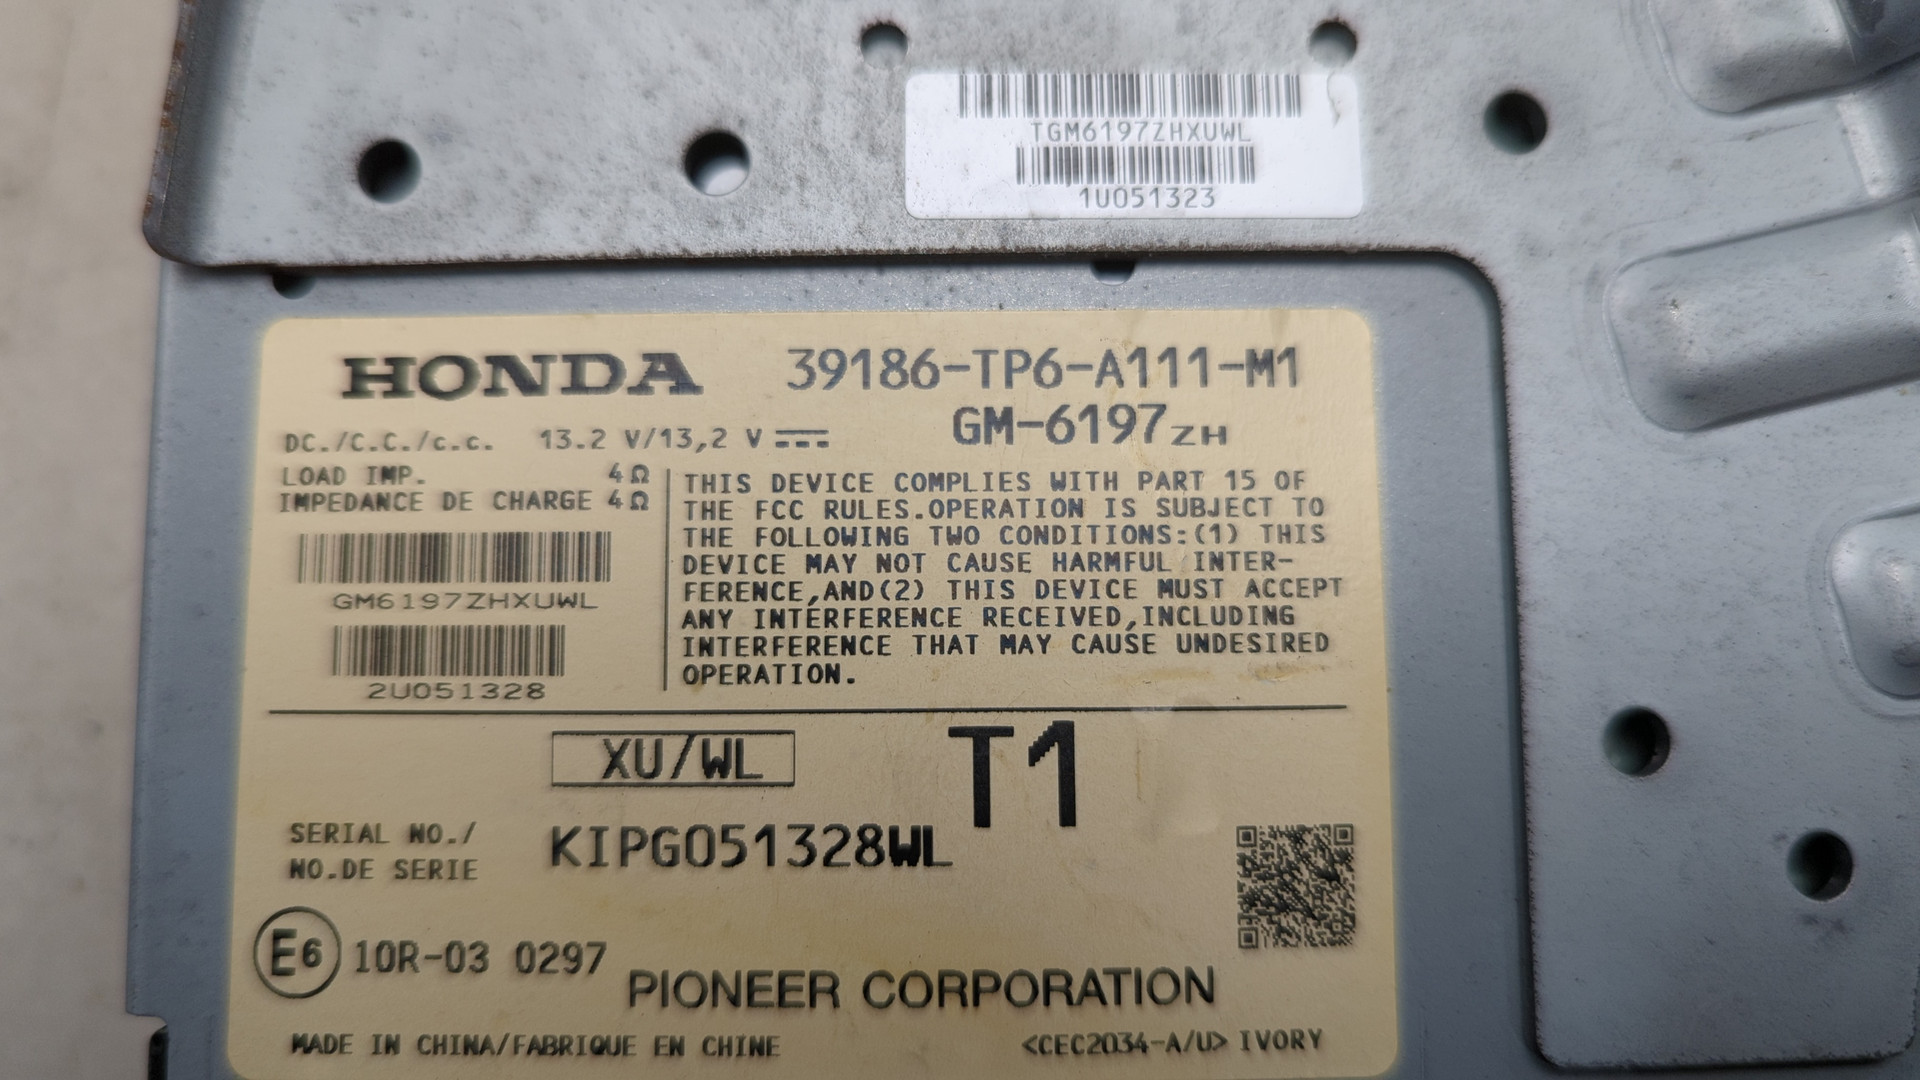 TGM6197ZHXUWL
1U051323
HONDA 39186-TP6-A111-M1
GM-6197ZH
DC./C.C./c.c. 13.2 V/13,2 V
LOAD IMP. 4Ω
IMPEDANCE DE CHARGE 4Ω
GM6197ZHXUWL
2U051328
THIS DEVICE COMPLIES WITH PART 15 OF
THE FCC RULES.OPERATION IS SUBJECT TO
THE FOLLOWING TWO CONDITIONS:(1) THIS
DEVICE MAY NOT CAUSE HARMFUL INTER-
FERENCE,AND(2) THIS DEVICE MUST ACCEPT
ANY INTERFERENCE RECEIVED,INCLUDING
INTERFERENCE THAT MAY CAUSE UNDESIRED
OPERATION.
XU/WL T1
SERIAL NO./
NO.DE SERIE
KIPG051328WL
E6 10R-03 0297
PIONEER CORPORATION
MADE IN CHINA/FABRIQUE EN CHINE <CEC2034-A/U> IVORY